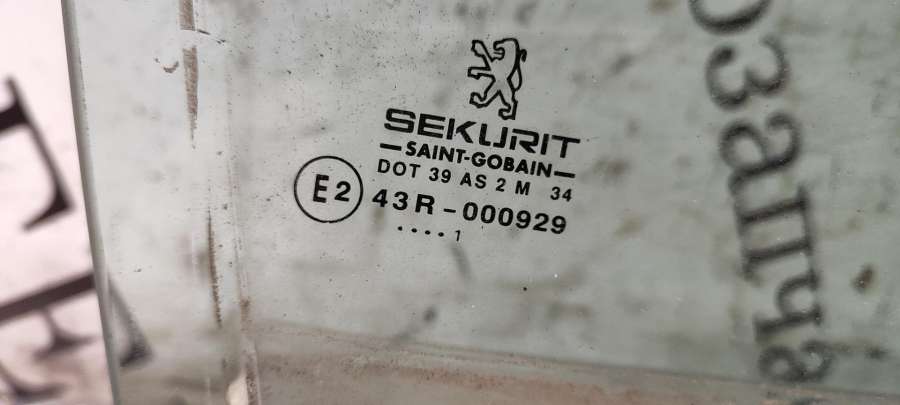 SEKURIT
SAINT-GOBAIN
DOT 39 AS 2 M 34
E2 43R-000929
....1